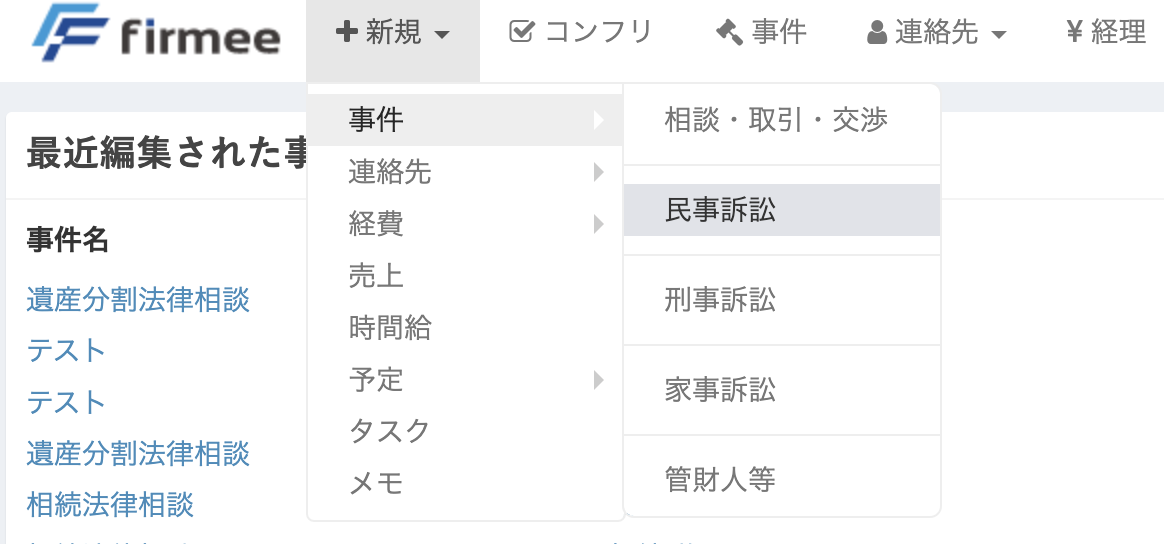 firmee
新規
コンフリ
事件
連絡先
¥ 経理
最近編集された事
事件名
遺産分割法律相談
テスト
テスト
遺産分割法律相談
相続法律相談
事件
連絡先
経費
売上
時間給
予定
タスク
メモ
相談・取引・交渉
民事訴訟
刑事訴訟
家事訴訟
管財人等